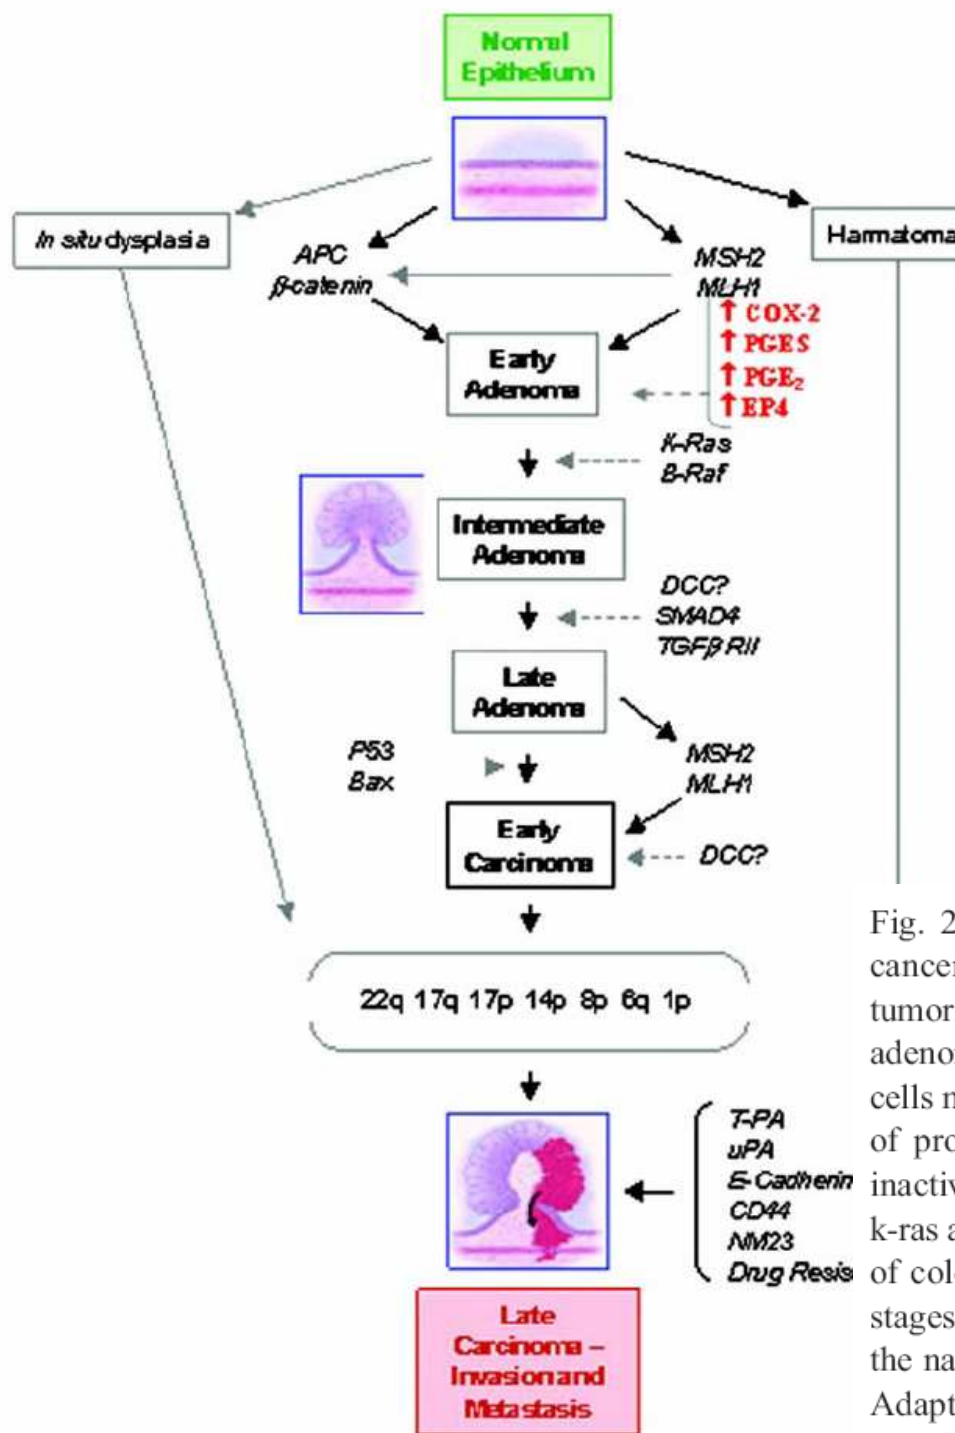 Normal
Epithelium
In situ dysplasia
APC
β-catenin
MSH2
MLH1
Harmatoma
↑ COX-2
↑ PGES
↑ PGE₂
↑ EP4
Early
Adenoma
K-Ras
B-Raf
Intermediate
Adenoma
DCC?
SMAD4
TGFβ RII
Late
Adenoma
P53
Bax
MSH2
MLH1
Early
Carcinoma
DCC?
22q 17q 17p 14p 8p 6q 1p
T-PA
uPA
E-Cadherin
CD44
NM23
Drug Resis
Late
Carcinoma –
Invasion and
Metastasis
Fig. 2
cancer
tumor
adenor
cells n
of pro
inactiv
k-ras a
of col
stages
the na
Adapt